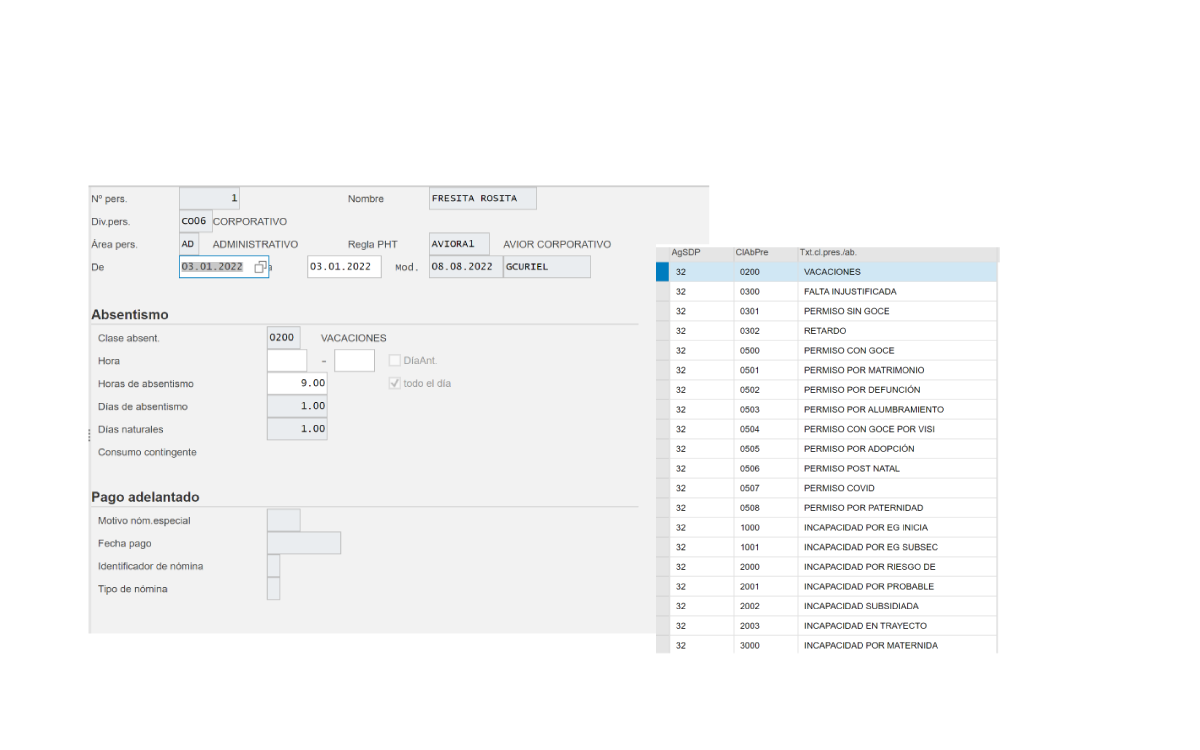 Nº pers. 1 Nombre FRESITA ROSITA
Div.pers. CO06 CORPORATIVO
Área pers. AD ADMINISTRATIVO Regla PHT AVIORA1 AVIOR CORPORATIVO
De 03.01.2022 a 03.01.2022 Mod. 08.08.2022 GCURIEL
Absentismo
Clase absent. 0200 VACACIONES
Hora - DíaAnt.
Horas de absentismo 9.00 todo el día
Días de absentismo 1.00
Días naturales 1.00
Consumo contingente
Pago adelantado
Motivo nóm.especial
Fecha pago
Identificador de nómina
Tipo de nómina
AgSDP ClAbPre Txt.cl.pres./ab.
32 0200 VACACIONES
32 0300 FALTA INJUSTIFICADA
32 0301 PERMISO SIN GOCE
32 0302 RETARDO
32 0500 PERMISO CON GOCE
32 0501 PERMISO POR MATRIMONIO
32 0502 PERMISO POR DEFUNCIÓN
32 0503 PERMISO POR ALUMBRAMIENTO
32 0504 PERMISO CON GOCE POR VISI
32 0505 PERMISO POR ADOPCIÓN
32 0506 PERMISO POST NATAL
32 0507 PERMISO COVID
32 0508 PERMISO POR PATERNIDAD
32 1000 INCAPACIDAD POR EG INICIA
32 1001 INCAPACIDAD POR EG SUBSEC
32 2000 INCAPACIDAD POR RIESGO DE
32 2001 INCAPACIDAD POR PROBABLE
32 2002 INCAPACIDAD SUBSIDIADA
32 2003 INCAPACIDAD EN TRAYECTO
32 3000 INCAPACIDAD POR MATERNIDA